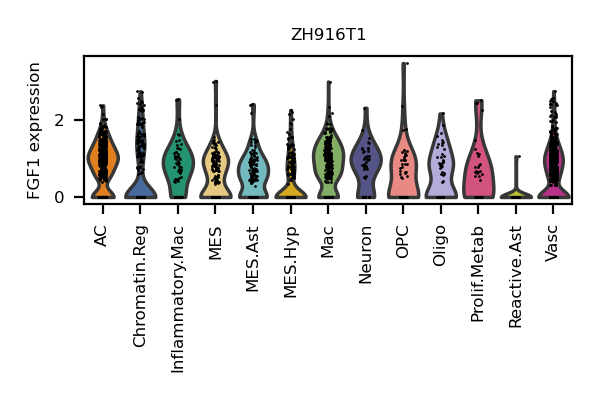 ZH916T1
FGF1 expression
2
0
AC
Chromatin.Reg
Inflammatory.Mac
MES
MES.Ast
MES.Hyp
Mac
Neuron
OPC
Oligo
Prolif.Metab
Reactive.Ast
Vasc